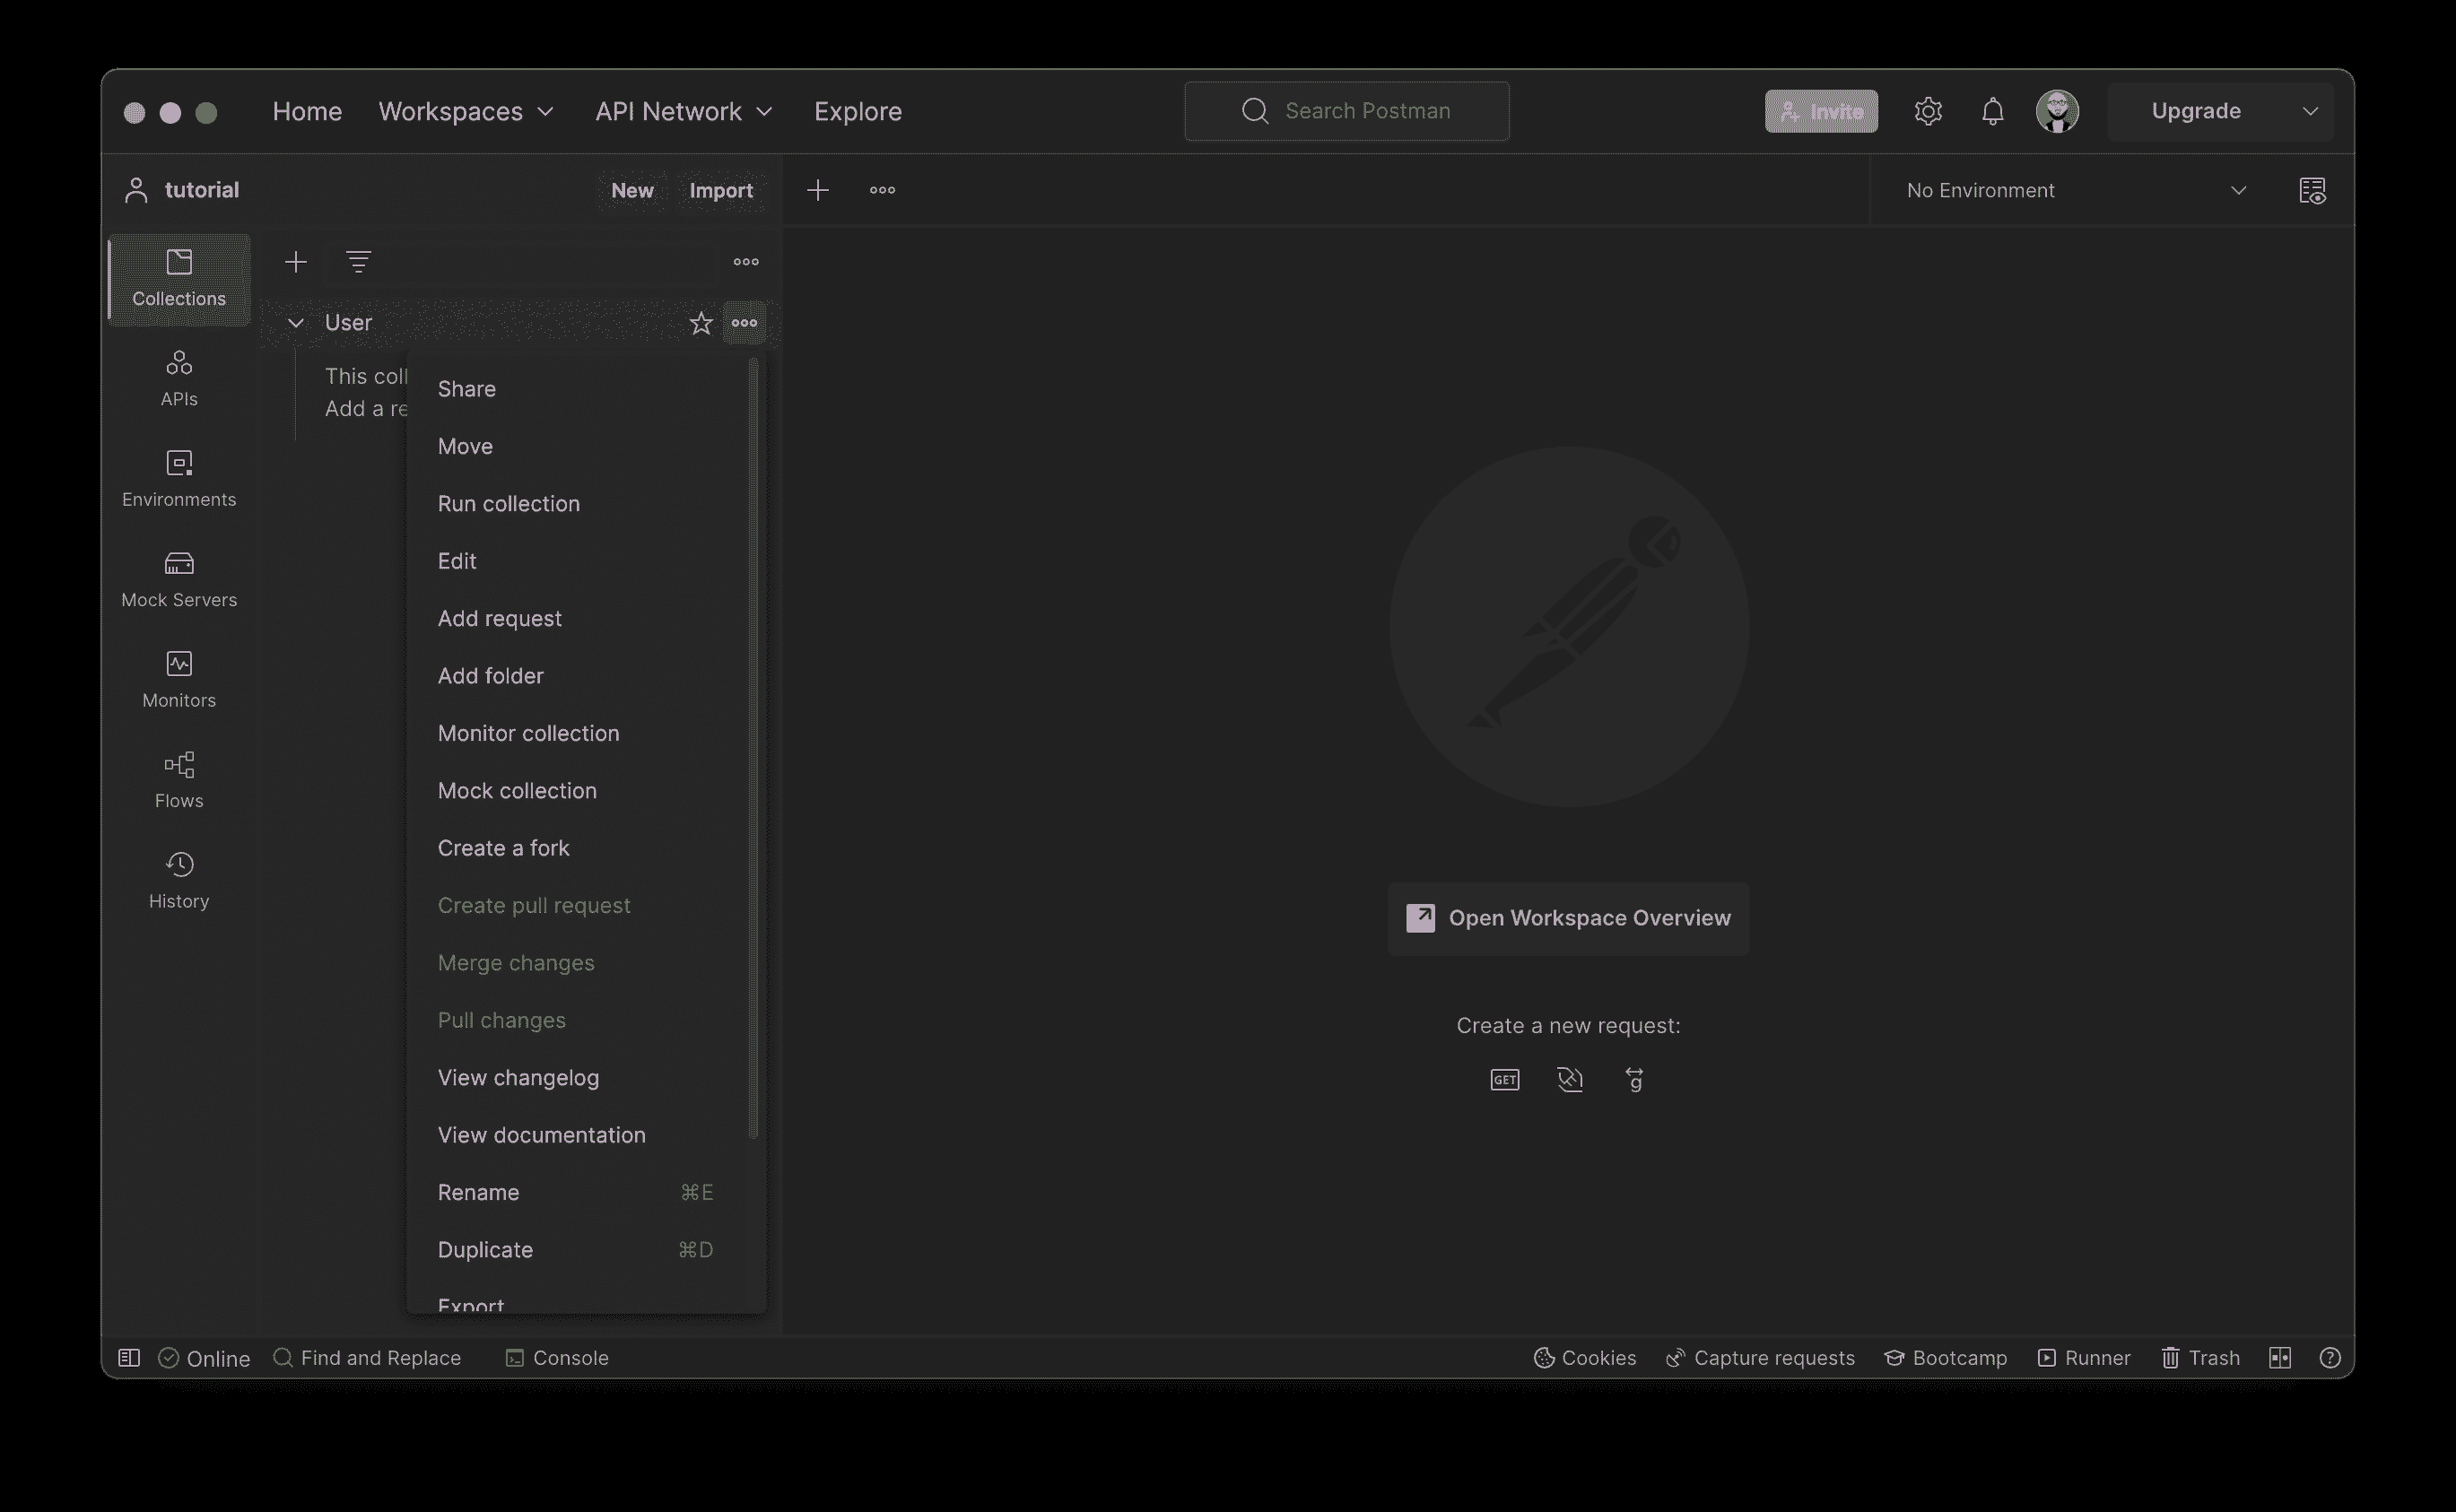 Home Workspaces API Network Explore Search Postman Invite Upgrade
tutorial New Import No Environment
Collections
APIs
Environments
Mock Servers
Monitors
Flows
History
User
This coll
Add a re
Share
Move
Run collection
Edit
Add request
Add folder
Monitor collection
Mock collection
Create a fork
Create pull request
Merge changes
Pull changes
View changelog
View documentation
Rename ⌘E
Duplicate ⌘D
Export
Open Workspace Overview
Create a new request:
GET g
Online Find and Replace Console Cookies Capture requests Bootcamp Runner Trash